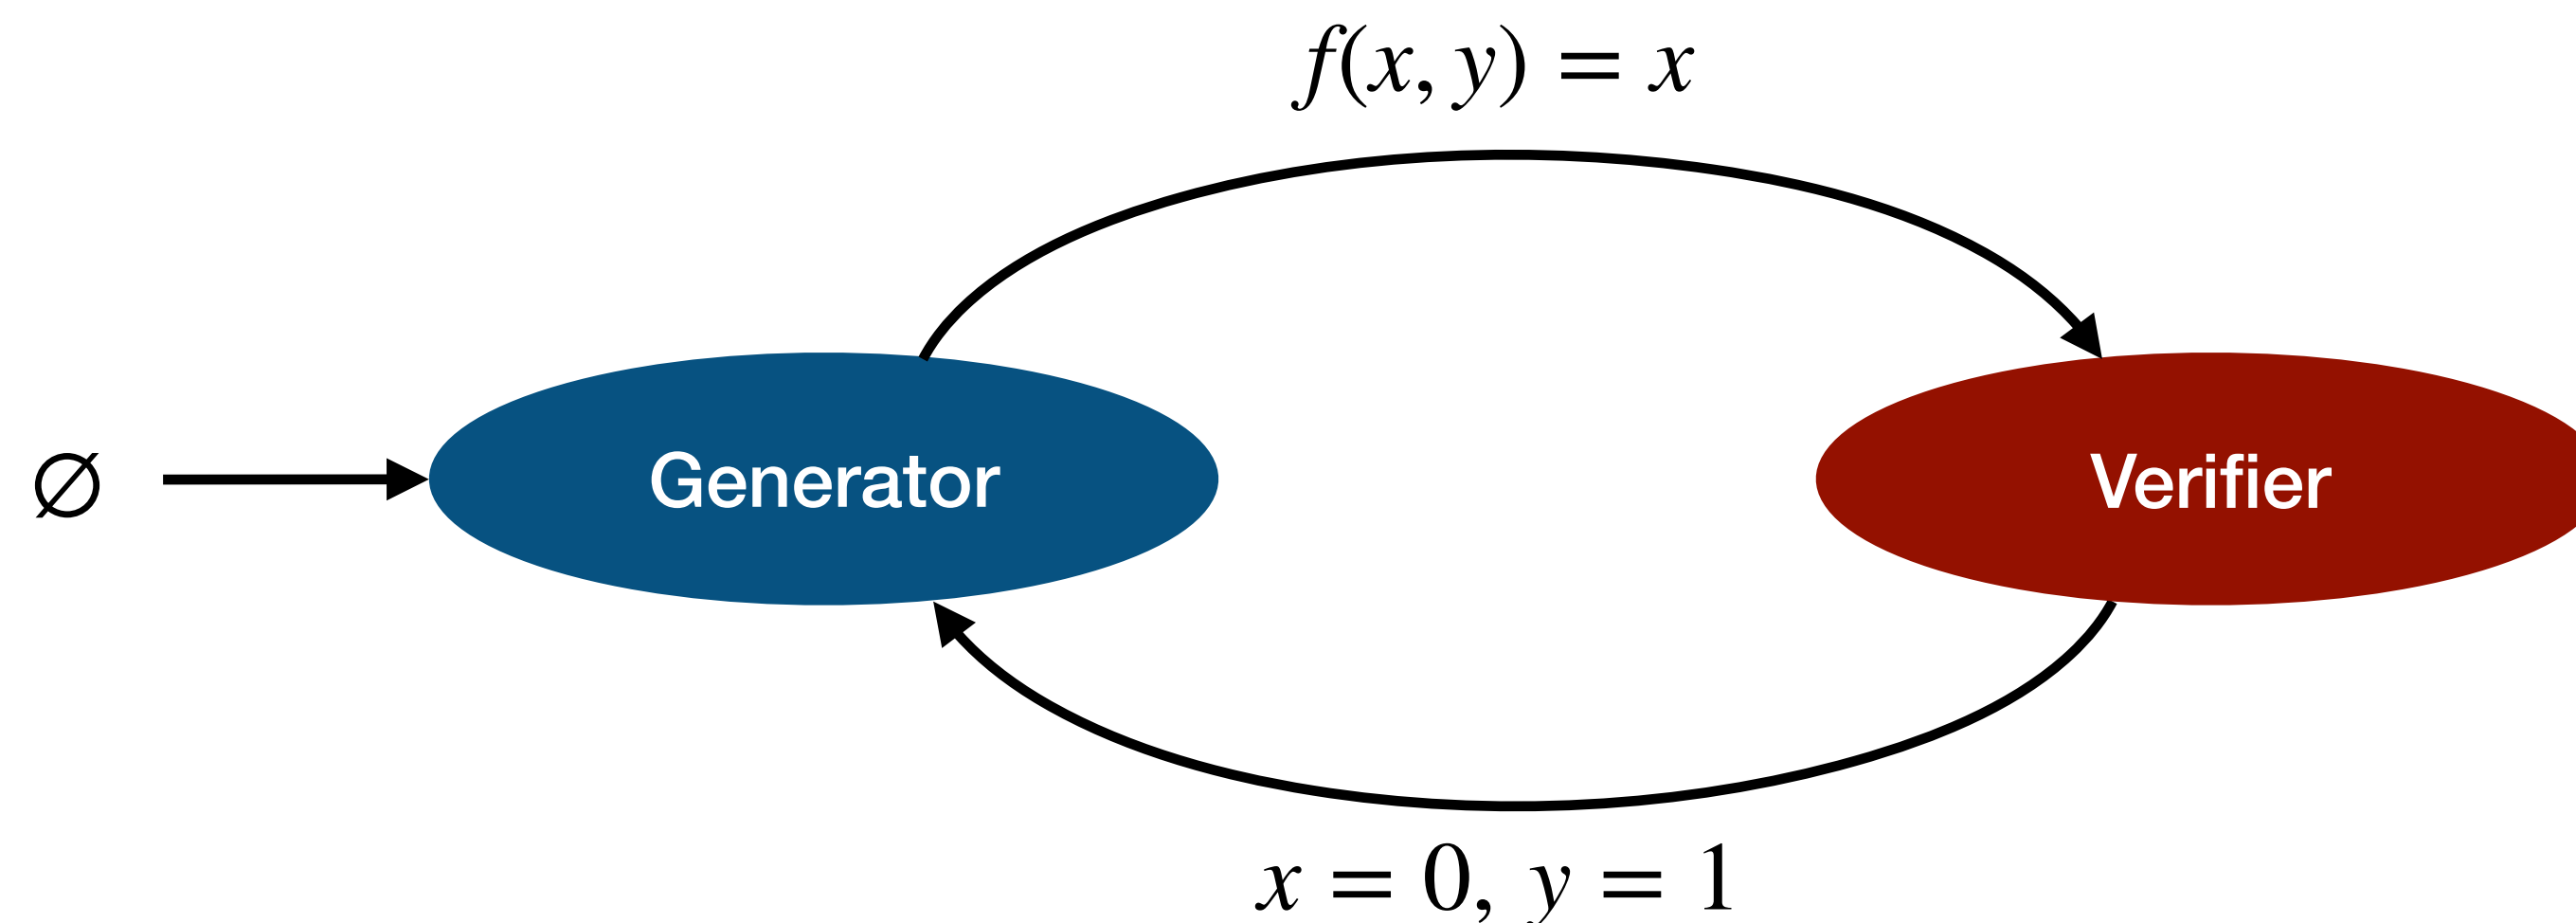 f(x, y) = x
∅
Generator
Verifier
x = 0, y = 1